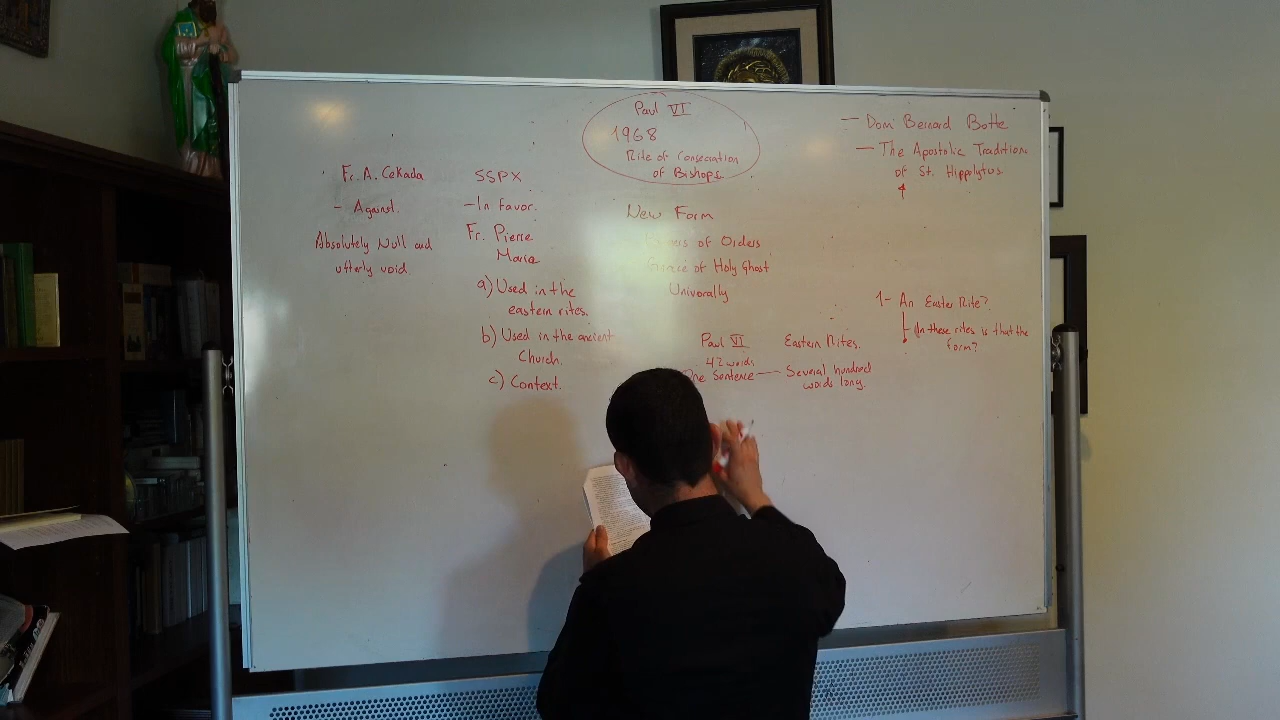 Paul VI
1968
Rite of Consecration
of Bishops
- Dom Bernard Botte
- The Apostolic Tradition
of St. Hippolytus
Fr. A. Cekada
- Against.
Absolutely Null and
utterly void.
SSPX
- In favor.
Fr. Pierre
Marie
a) Used in the
eastern rites.
b) Used in the ancient
Church.
c) Context.
New Form
of Orders
of Holy Ghost
Univocally
Paul VI
42 words
One Sentence — Several hundred
words long.
Eastern Rites.
1- An Easter Rite?
In these rites is that the
form?